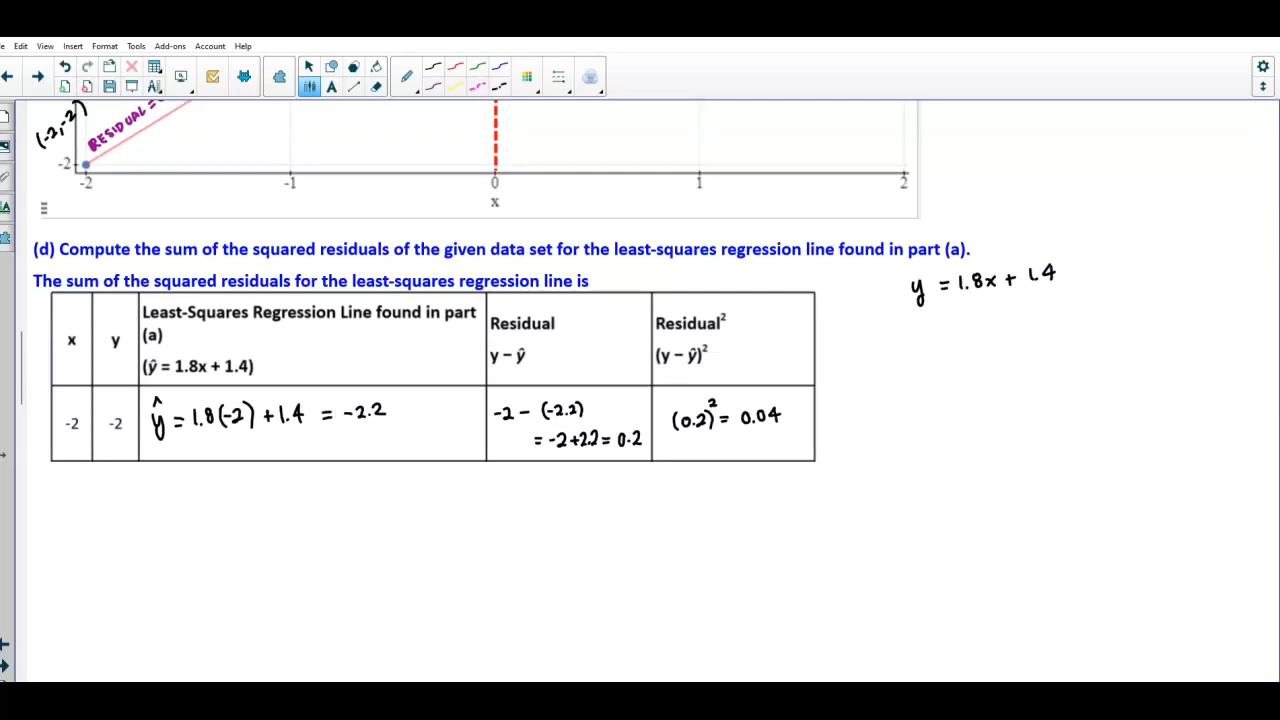 Edit View Insert Format Tools Add-ons Account Help
(-2,-2)
RESIDUAL =
-2
-2 -1 0 1 2
x
(d) Compute the sum of the squared residuals of the given data set for the least-squares regression line found in part (a).
The sum of the squared residuals for the least-squares regression line is
y = 1.8x + 1.4
x
y
Least-Squares Regression Line found in part
(a)
(ŷ = 1.8x + 1.4)
Residual
y – ŷ
Residual²
(y – ŷ)²
-2
-2
ŷ = 1.8(-2) + 1.4 = -2.2
-2 - (-2.2)
= -2+2.2 = 0.2
(0.2)² = 0.04